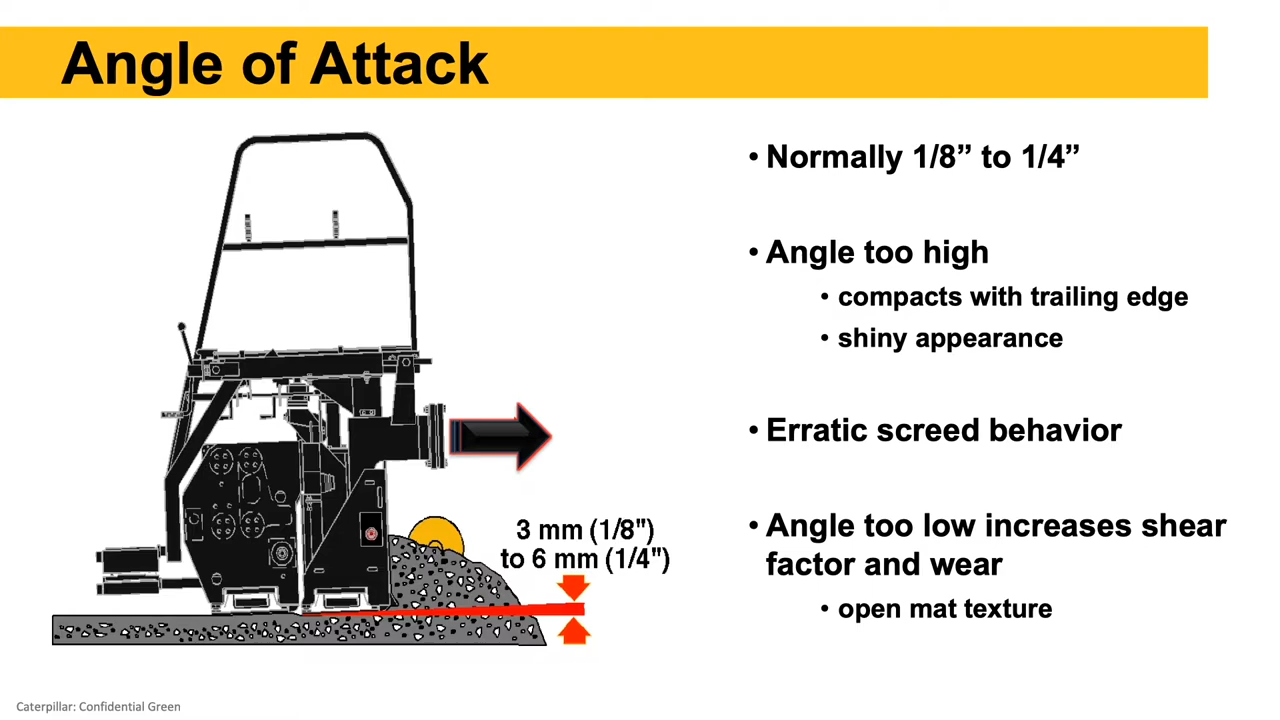 Angle of Attack
• Normally 1/8” to 1/4”
• Angle too high
• compacts with trailing edge
• shiny appearance
• Erratic screed behavior
• Angle too low increases shear
factor and wear
• open mat texture
3 mm (1/8")
to 6 mm (1/4")
Caterpillar: Confidential Green